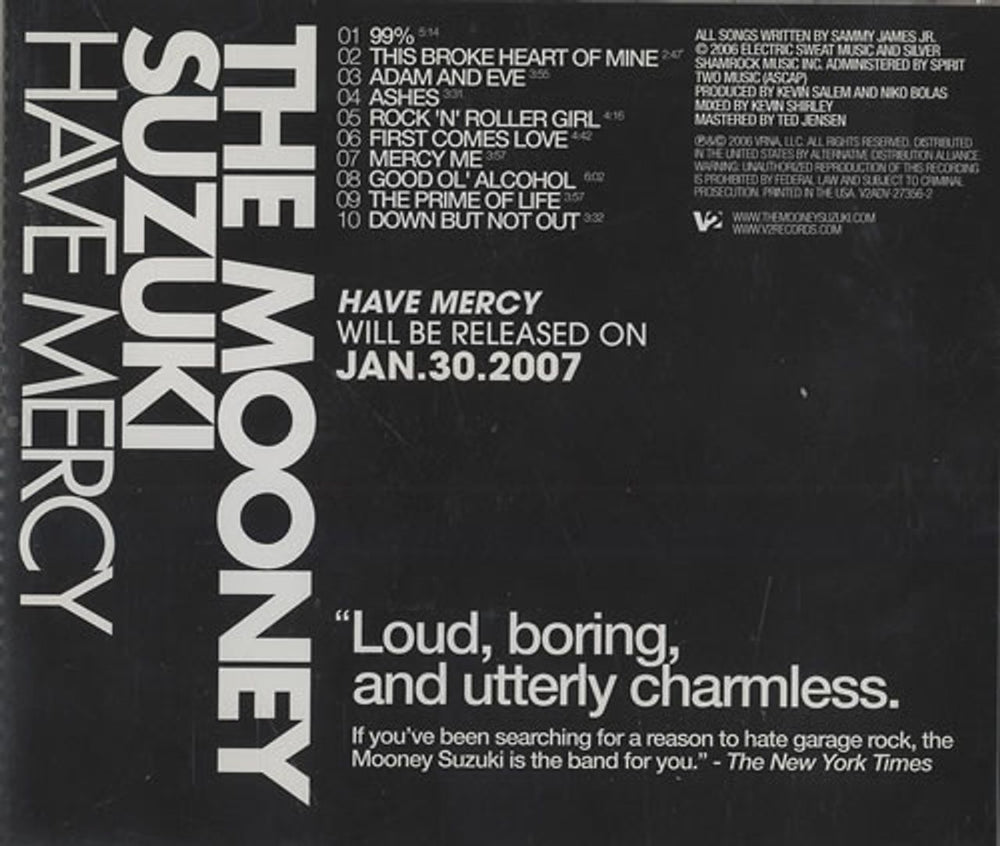 THE MOONEY
SUZUKI
HAVE MERCY
01 99% 5:14
02 THIS BROKE HEART OF MINE 2:47
03 ADAM AND EVE 3:55
04 ASHES 3:31
05 ROCK 'N' ROLLER GIRL 4:16
06 FIRST COMES LOVE 4:42
07 MERCY ME 3:57
08 GOOD OL' ALCOHOL 6:02
09 THE PRIME OF LIFE 3:57
10 DOWN BUT NOT OUT 3:32
ALL SONGS WRITTEN BY SAMMY JAMES JR.
© 2006 ELECTRIC SWEAT MUSIC AND SILVER
SHAMROCK MUSIC INC. ADMINISTERED BY SPIRIT
TWO MUSIC (ASCAP)
PRODUCED BY KEVIN SALEM AND NIKO BOLAS
MIXED BY KEVIN SHIRLEY
MASTERED BY TED JENSEN
℗&© 2006 VRNA, LLC. ALL RIGHTS RESERVED. DISTRIBUTED
IN THE UNITED STATES BY ALTERNATIVE DISTRIBUTION ALLIANCE.
WARNING: UNAUTHORIZED REPRODUCTION OF THIS RECORDING
IS PROHIBITED BY FEDERAL LAW AND SUBJECT TO CRIMINAL
PROSECUTION. PRINTED IN THE USA. V2ADV-27356-2
V2
WWW.THEMOONEYSUZUKI.COM
WWW.V2RECORDS.COM
HAVE MERCY
WILL BE RELEASED ON
JAN.30.2007
“Loud, boring,
and utterly charmless.
If you've been searching for a reason to hate garage rock, the
Mooney Suzuki is the band for you.” - The New York Times